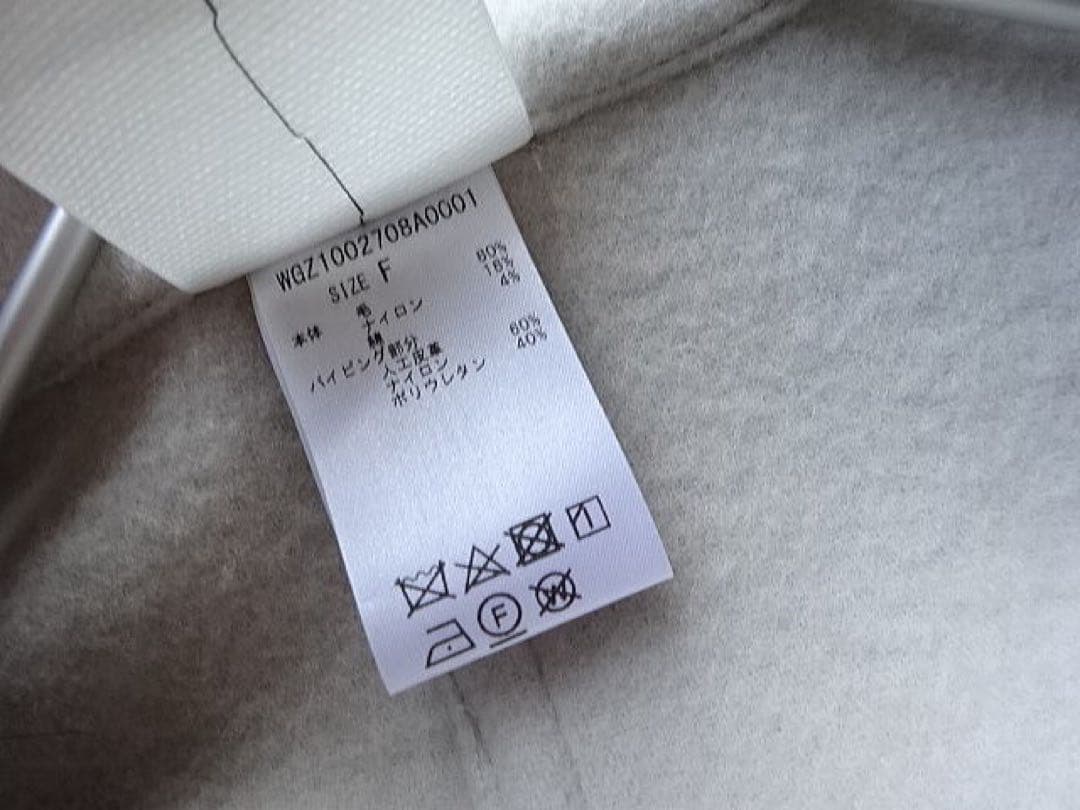 WGZ1002708A0001
SIZE F
本体 毛 80%
ナイロン 16%
綿 4%
パイピング部分
人工皮革
ナイロン 60%
ポリウレタン 40%
F
W